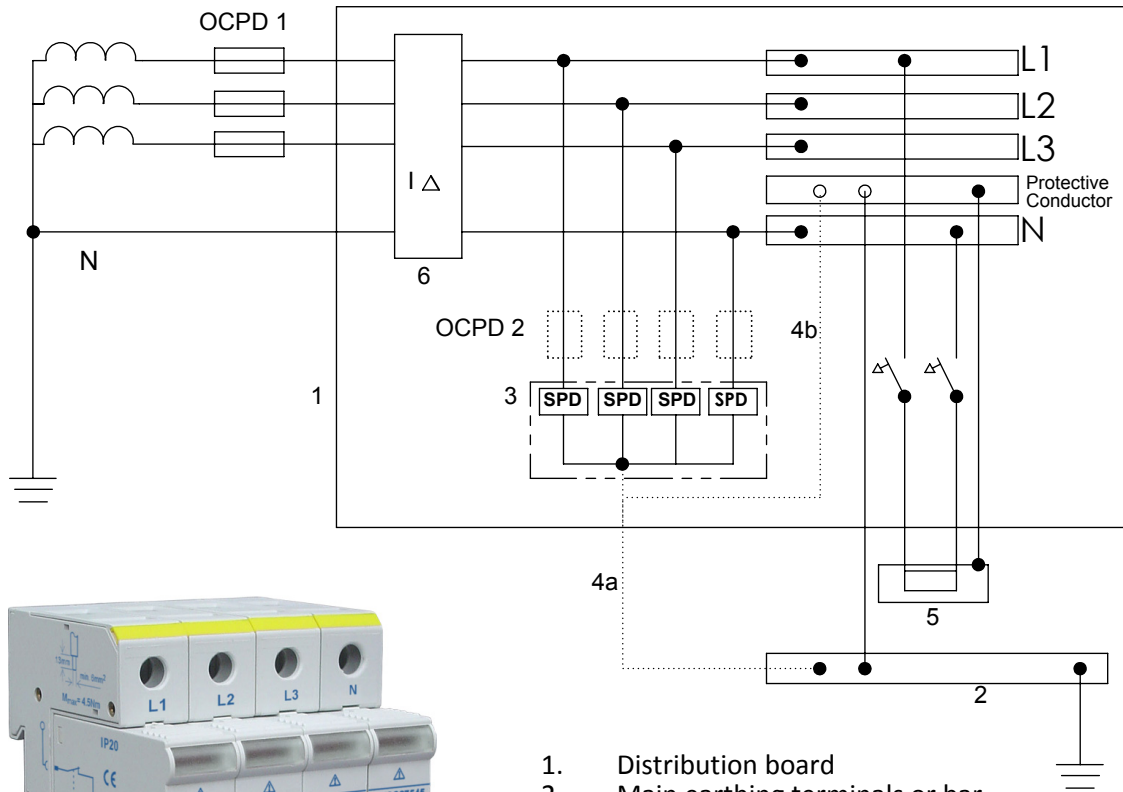 OCPD 1
L1
L2
L3
Protective
Conductor
N
I △
N
6
OCPD 2
4b
1
3
SPD SPD SPD SPD
4a
5
2
L1 L2 L3 N
IP20
CE
1. Distribution board
2. Main earthing terminals or bar